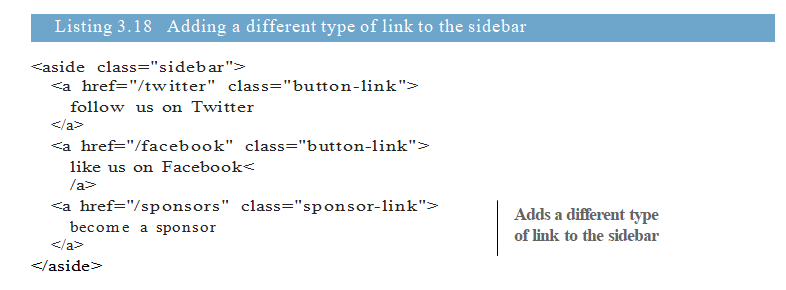 Listing 3.18 Adding a different type of link to the sidebar
<aside class="sidebar">
<a href="/twitter" class="button-link">
follow us on Twitter
</a>
<a href="/facebook" class="button-link">
like us on Facebook<
/a>
<a href="/sponsors" class="sponsor-link">
become a sponsor
</a>
</aside>
Adds a different type
of link to the sidebar